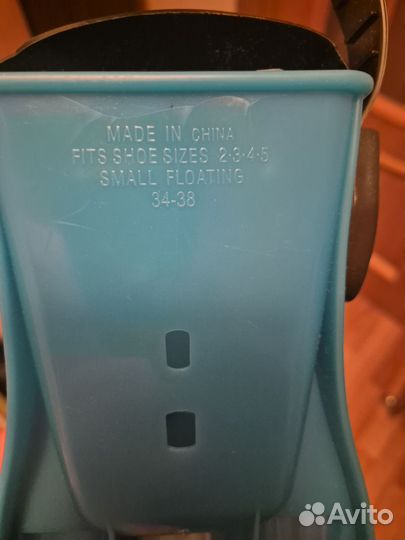 MADE IN CHINA
FITS SHOE SIZES 2·3·4·5
SMALL FLOATING
34-38
Avito